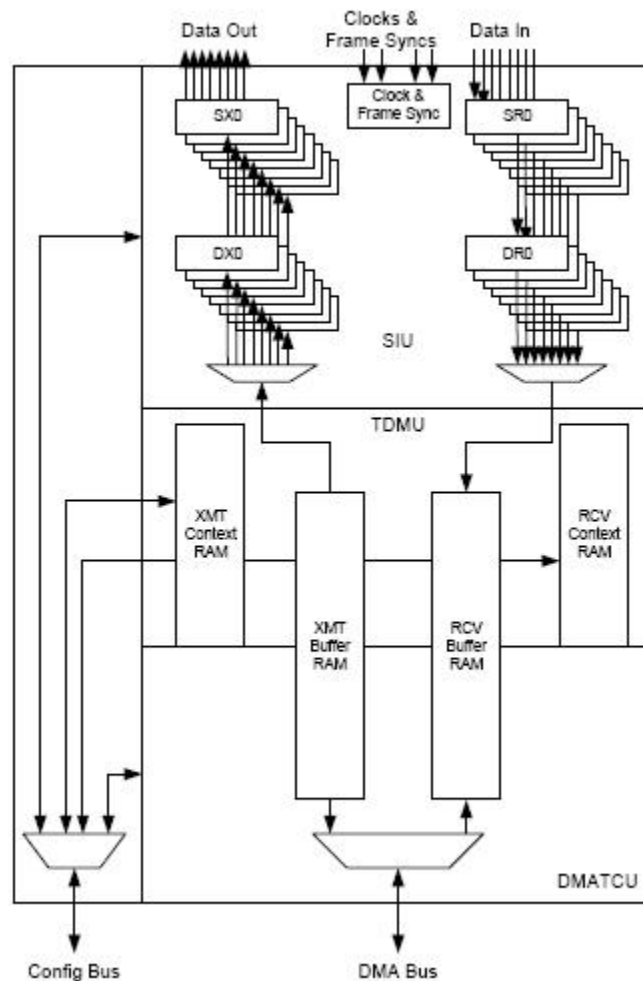 Data Out
Clocks &
Frame Syncs
Data In
SX0
Clock &
Frame Sync
SR0
DX0
DR0
SIU
TDMU
XMT
Context
RAM
RCV
Context
RAM
XMT
Buffer
RAM
RCV
Buffer
RAM
DMATCU
Config Bus
DMA Bus